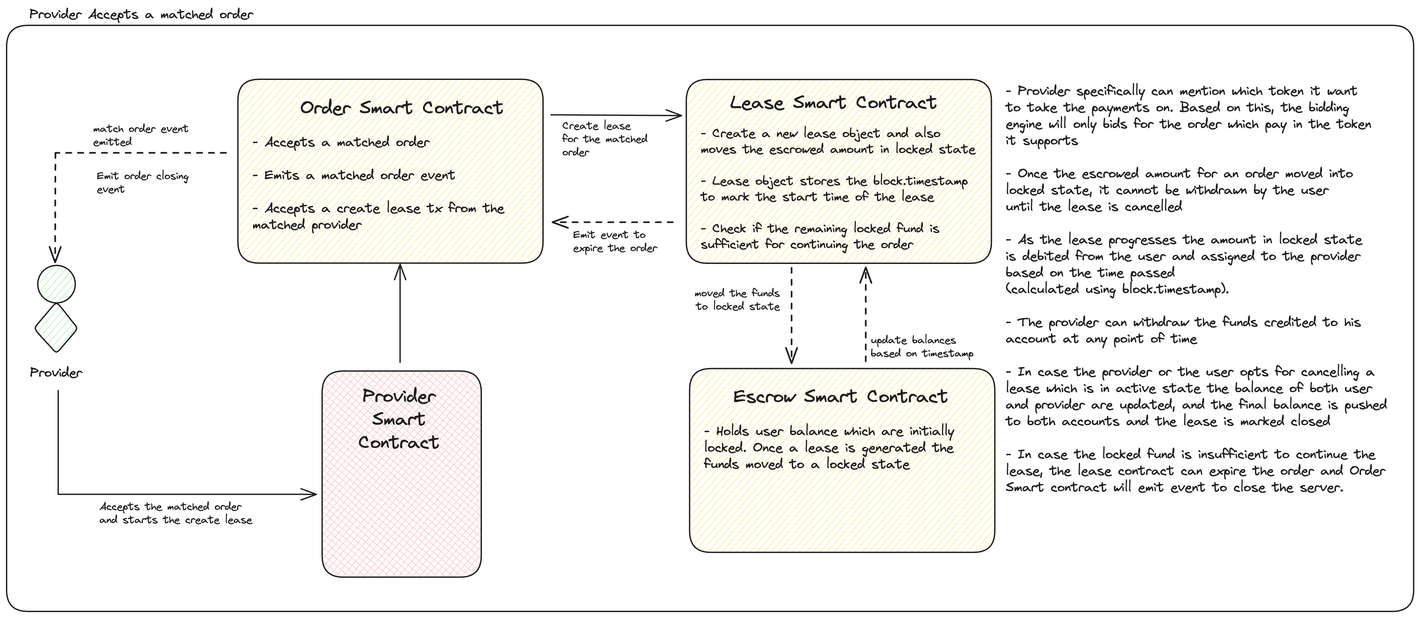 Provider Accepts a matched order
match order event
emitted
Emit order closing
event
Provider
Accepts the matched order
and starts the create lease
Order Smart Contract
- Accepts a matched order
- Emits a matched order event
- Accepts a create lease tx from the
matched provider
Provider
Smart
Contract
Create lease
for the matched
order
Emit event to
expire the order
Lease Smart Contract
- Create a new lease object and also
moves the escrowed amount in locked state
- Lease object stores the block.timestamp
to mark the start time of the lease
- Check if the remaining locked fund is
sufficient for continuing the order
moved the funds
to locked state
update balances
based on timestamp
Escrow Smart Contract
- Holds user balance which are initially
locked. Once a lease is generated the
funds moved to a locked state
- Provider specifically can mention which token it want
to take the payments on. Based on this, the bidding
engine will only bids for the order which pay in the token
it supports
- Once the escrowed amount for an order moved into
locked state, it cannot be withdrawn by the user
until the lease is cancelled
- As the lease progresses the amount in locked state
is debited from the user and assigned to the provider
based on the time passed
(calculated using block.timestamp).
- The provider can withdraw the funds credited to his
account at any point of time
- In case the provider or the user opts for cancelling a
lease which is in active state the balance of both user
and provider are updated, and the final balance is pushed
to both accounts and the lease is marked closed
- In case the locked fund is insufficient to continue the
lease, the lease contract can expire the order and Order
Smart contract will emit event to close the server.